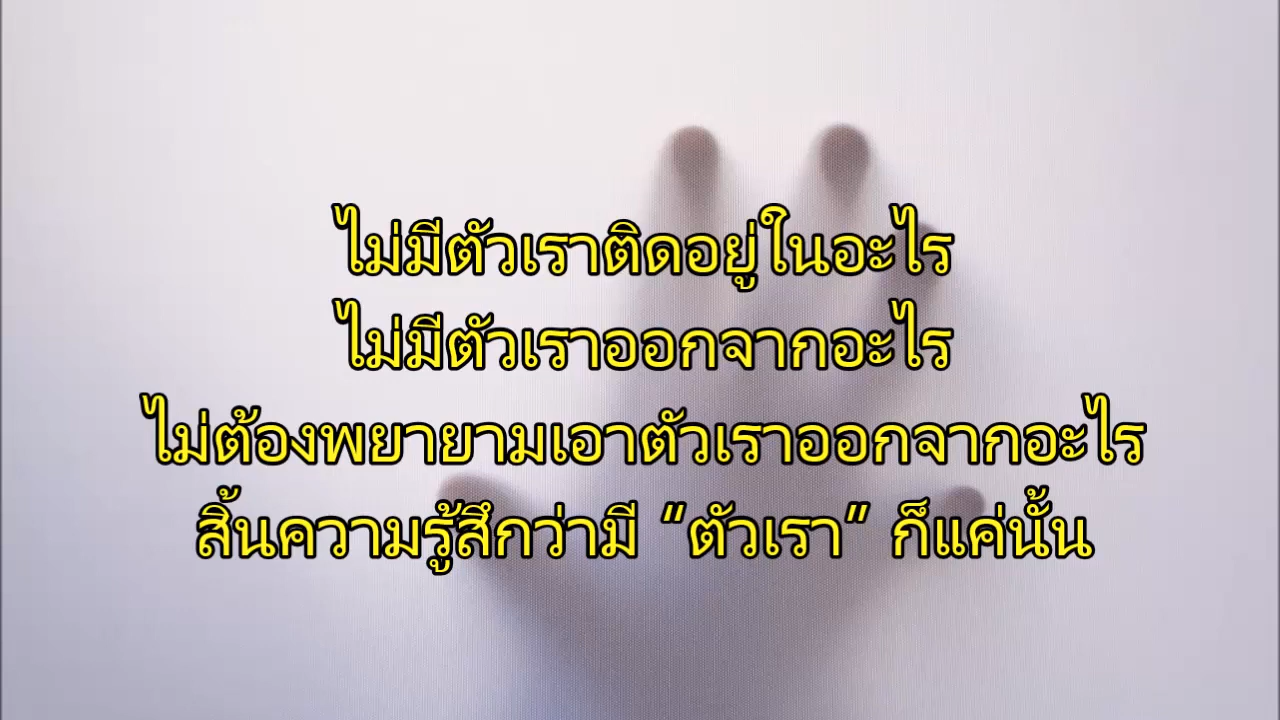 ไม่มีตัวเราติดอยู่ในอะไร
ไม่มีตัวเราออกจากอะไร
ไม่ต้องพยายามเอาตัวเราออกจากอะไร
สิ้นความรู้สึกว่ามี “ตัวเรา” ก็แค่นั้น